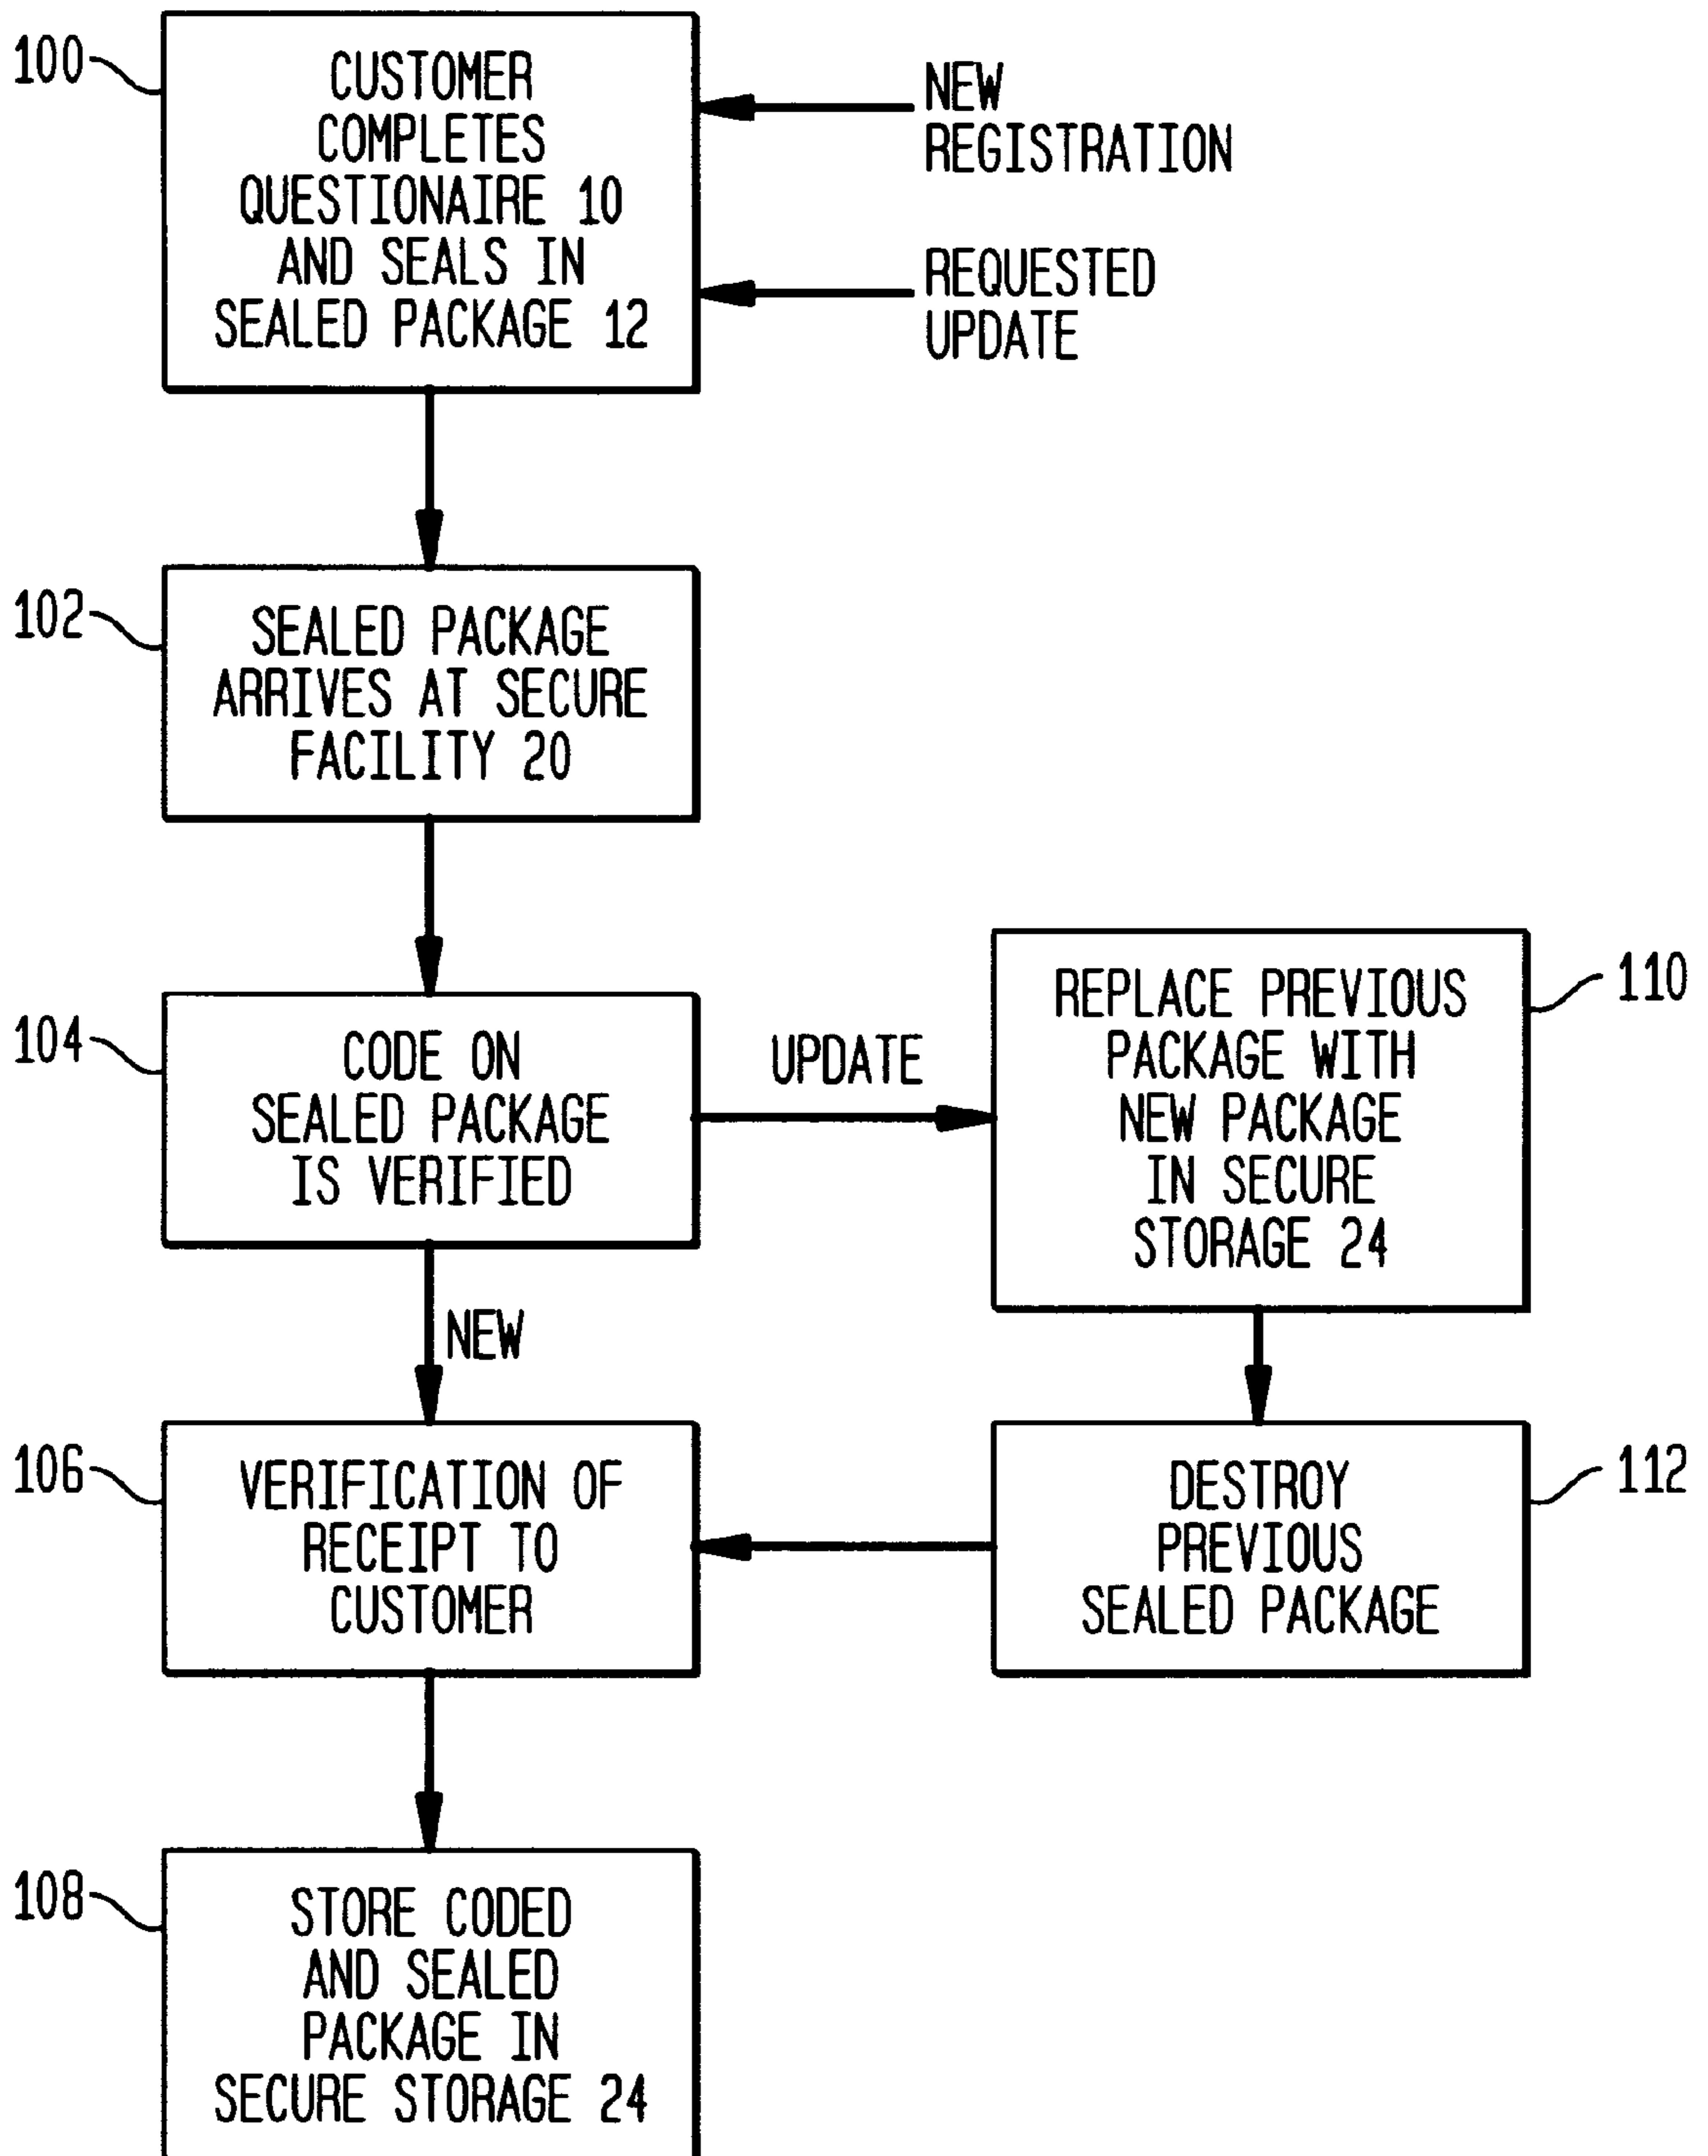 100
CUSTOMER
COMPLETES
QUESTIONAIRE 10
AND SEALS IN
SEALED PACKAGE 12
NEW
REGISTRATION
REQUESTED
UPDATE
102
SEALED PACKAGE
ARRIVES AT SECURE
FACILITY 20
104
CODE ON
SEALED PACKAGE
IS VERIFIED
UPDATE
REPLACE PREVIOUS
PACKAGE WITH
NEW PACKAGE
IN SECURE
STORAGE 24
110
NEW
106
VERIFICATION OF
RECEIPT TO
CUSTOMER
DESTROY
PREVIOUS
SEALED PACKAGE
112
108
STORE CODED
AND SEALED
PACKAGE IN
SECURE STORAGE 24